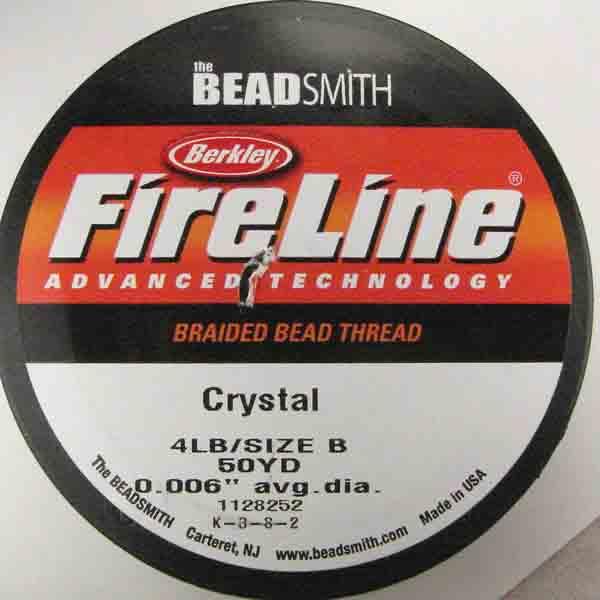 the
BEADSMITH
Berkley
FireLine®
ADVANCED TECHNOLOGY
BRAIDED BEAD THREAD
Crystal
4LB/SIZE B
50YD
0.006" avg.dia.
1128252
K-3-8-2
The BEADSMITH Carteret, NJ www.beadsmith.com Made in USA